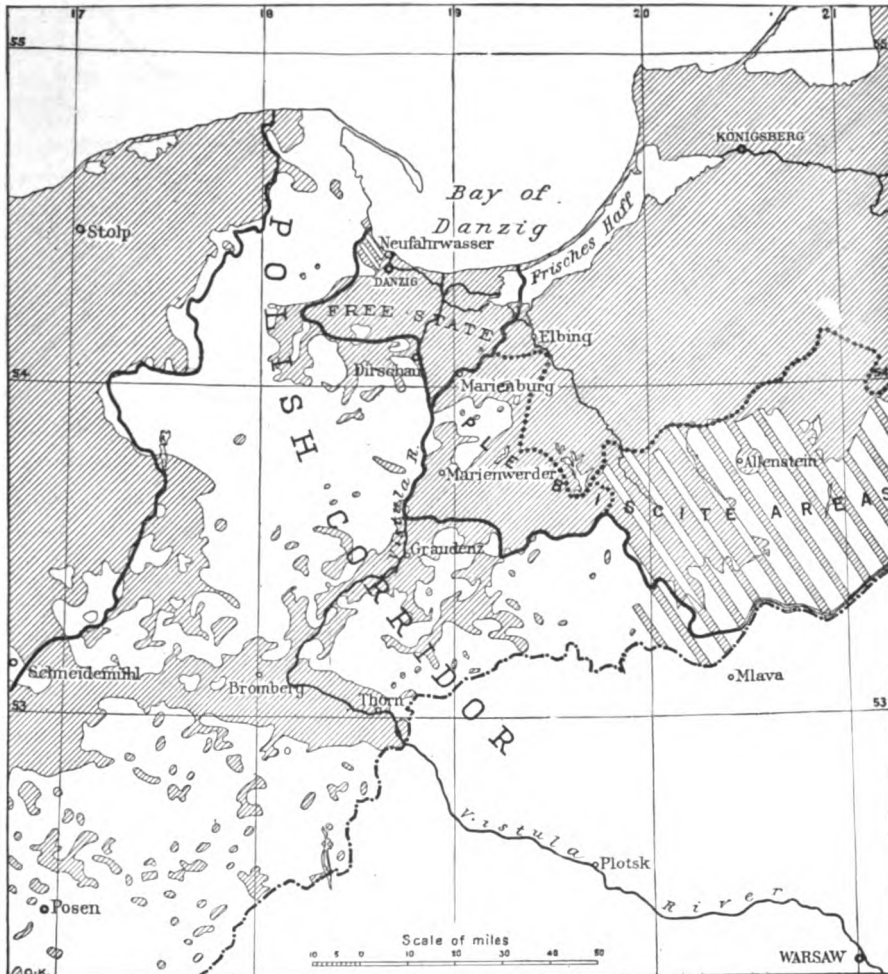 17
18
19
20
21
55
KÖNIGSBERG
Bay of
Danzig
Frisches Haff
Stolp
Neufahrwasser
DANZIG
FREE STATE
POLISH CORRIDOR
Elbing
Dirschau
54
Marienburg
PLEBISCITE AREAS
Allenstein
Marienwerder
Vistula R.
Graudenz
Schneidemühl
Bromberg
Thorn
Mlava
53
53
Vistula River
Plotsk
Posen
Scale of miles
10 5 0 10 20 30 40 50
WARSAW